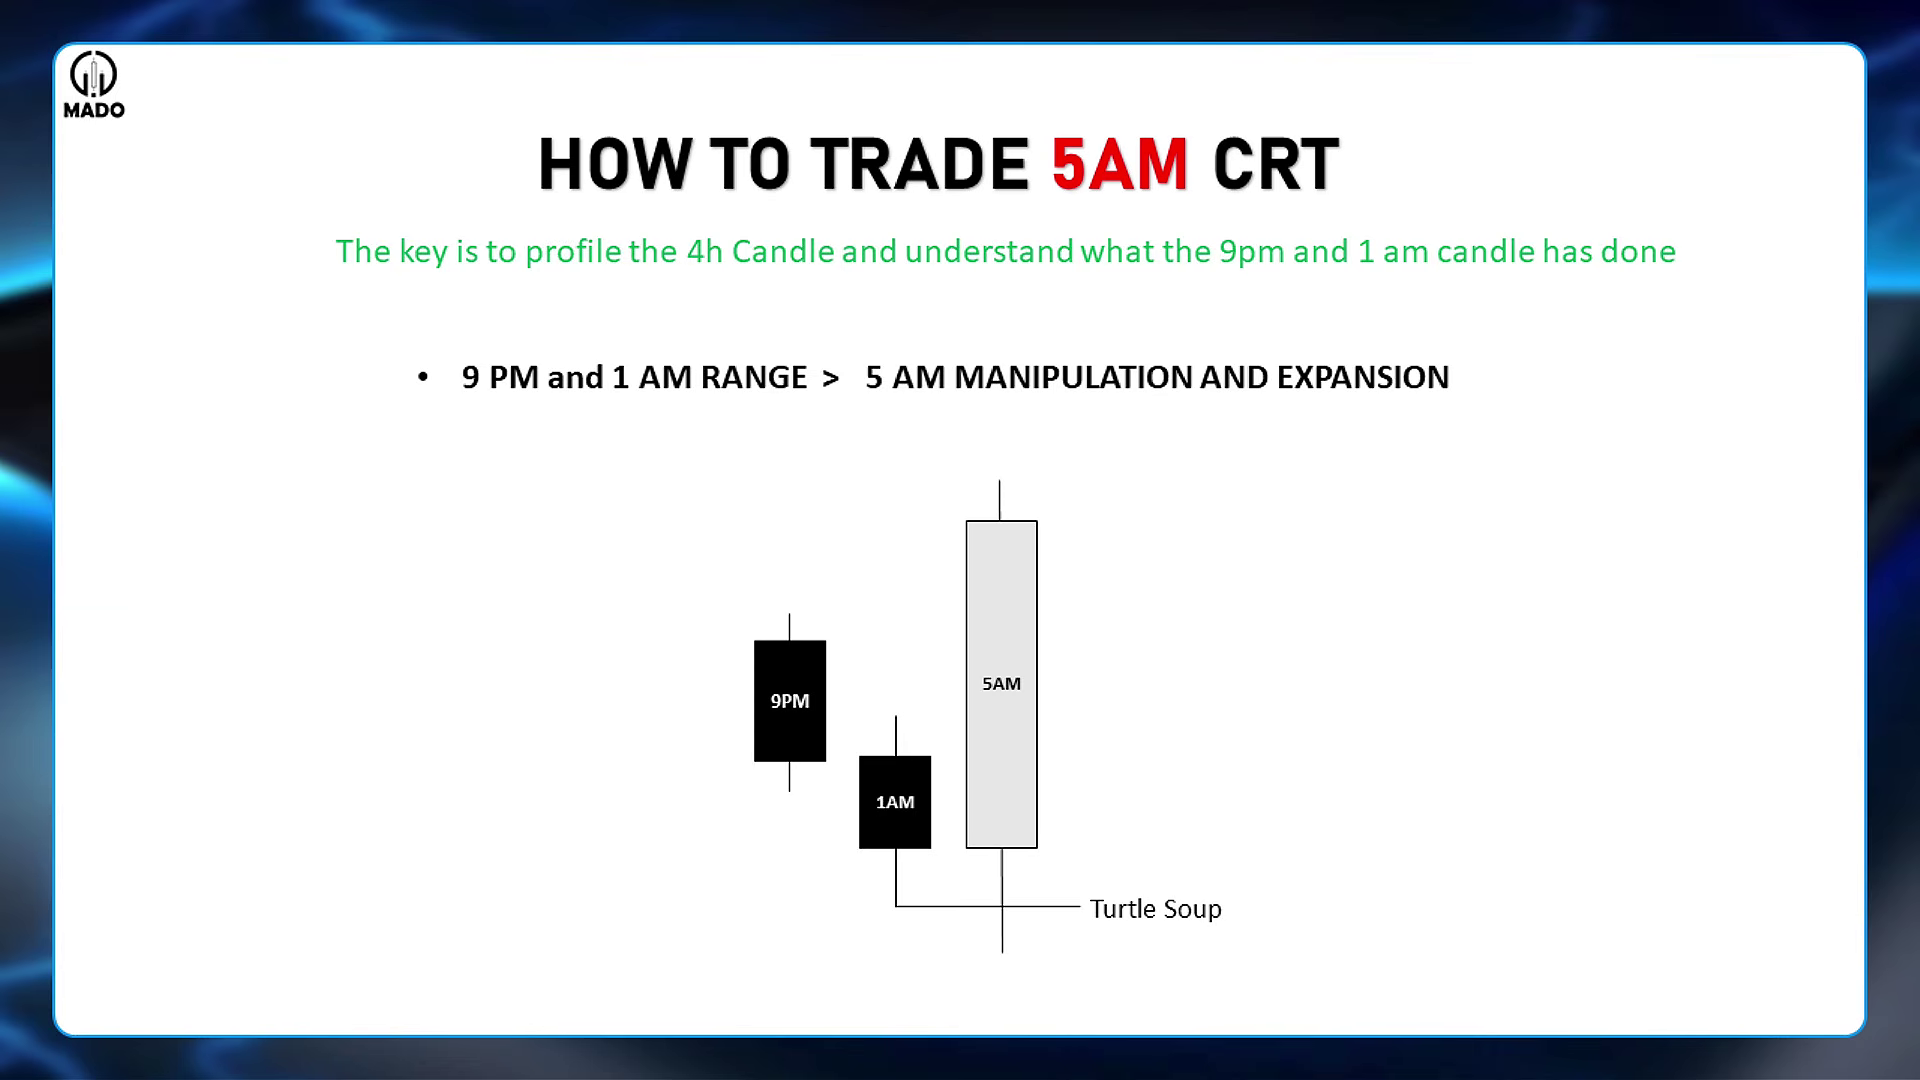 MADO
HOW TO TRADE 5AM CRT
The key is to profile the 4h Candle and understand what the 9pm and 1 am candle has done
• 9 PM and 1 AM RANGE > 5 AM MANIPULATION AND EXPANSION
9PM
1AM
5AM
Turtle Soup